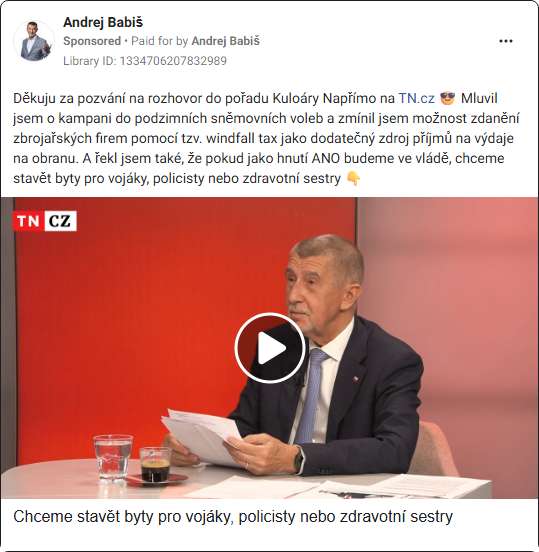 Andrej Babiš
Sponsored • Paid for by Andrej Babiš
Library ID: 1334706207832989
Děkuju za pozvání na rozhovor do pořadu Kuloáry Napřímo na TN.cz 😎 Mluvil
jsem o kampani do podzimních sněmovních voleb a zmínil jsem možnost zdanění
zbrojařských firem pomocí tzv. windfall tax jako dodatečný zdroj příjmů na výdaje
na obranu. A řekl jsem také, že pokud jako hnutí ANO budeme ve vládě, chceme
stavět byty pro vojáky, policisty nebo zdravotní sestry 👇
TN CZ
Chceme stavět byty pro vojáky, policisty nebo zdravotní sestry